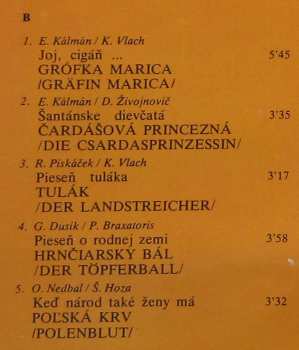 B
1. E. Kálmán / K. Vlach
Joj, cigáň ... 5'45
GRÓFKA MARICA
/GRÄFIN MARICA/
2. E. Kálmán / D. Živojnovič
Šantánske dievčatá 3'35
ČARDÁŠOVÁ PRINCEZNÁ
/DIE CSARDASPRINZESSIN/
3. R. Piskáček / K. Vlach
Pieseň tuláka 3'17
TULÁK
/DER LANDSTREICHER/
4. G. Dusík / P. Braxatoris
Pieseň o rodnej zemi 3'58
HRNČIARSKY BÁL
/DER TÖPFERBALL/
5. O. Nedbal / Š. Hoza
Keď národ také ženy má 3'32
POĽSKÁ KRV
/POLENBLUT/